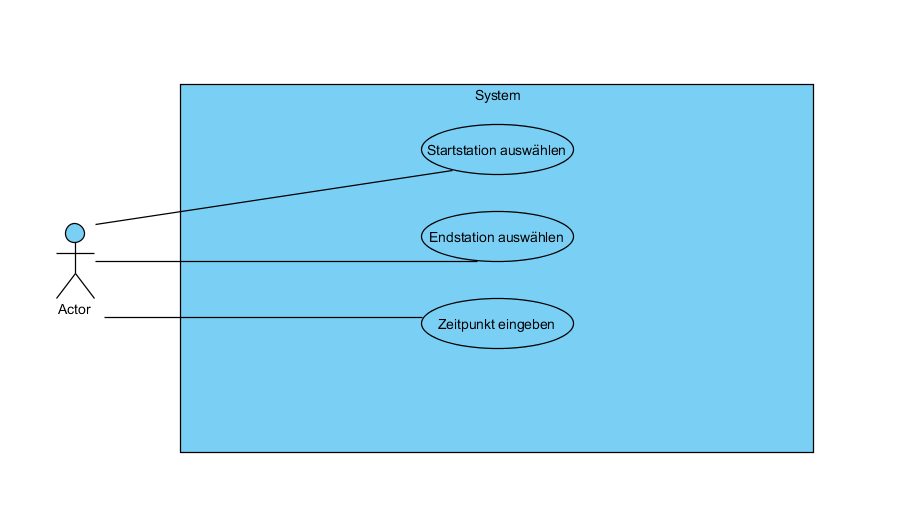 System
Startstation auswählen
Endstation auswählen
Zeitpunkt eingeben
Actor